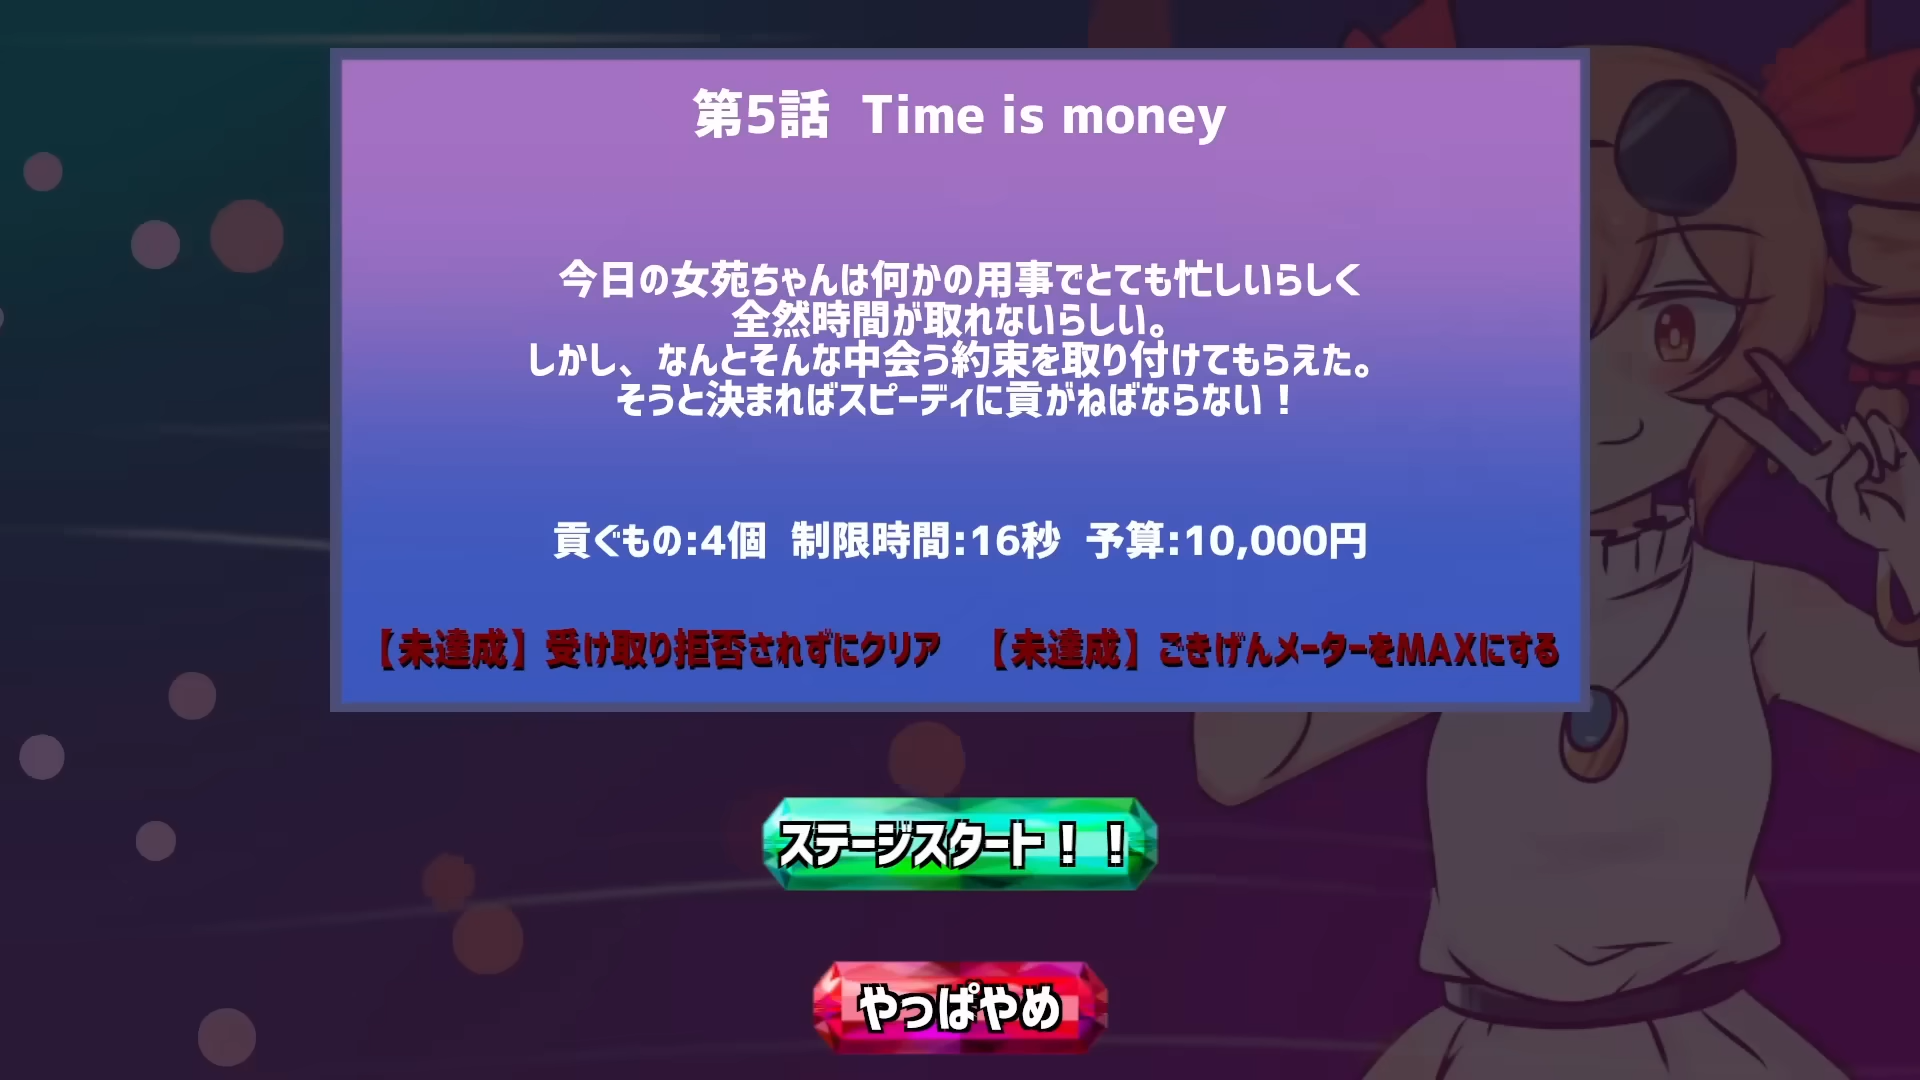 第5話 Time is money
今日の女苑ちゃんは何かの用事でとても忙しいらしく
全然時間が取れないらしい。
しかし、なんとそんな中会う約束を取り付けてもらえた。
そうと決まればスピーディに貢がねばならない！
貢ぐもの:4個 制限時間:16秒 予算:10,000円
【未達成】受け取り拒否されずにクリア 【未達成】ごきげんメーターをMAXにする
ステージスタート！！
やっぱやめ